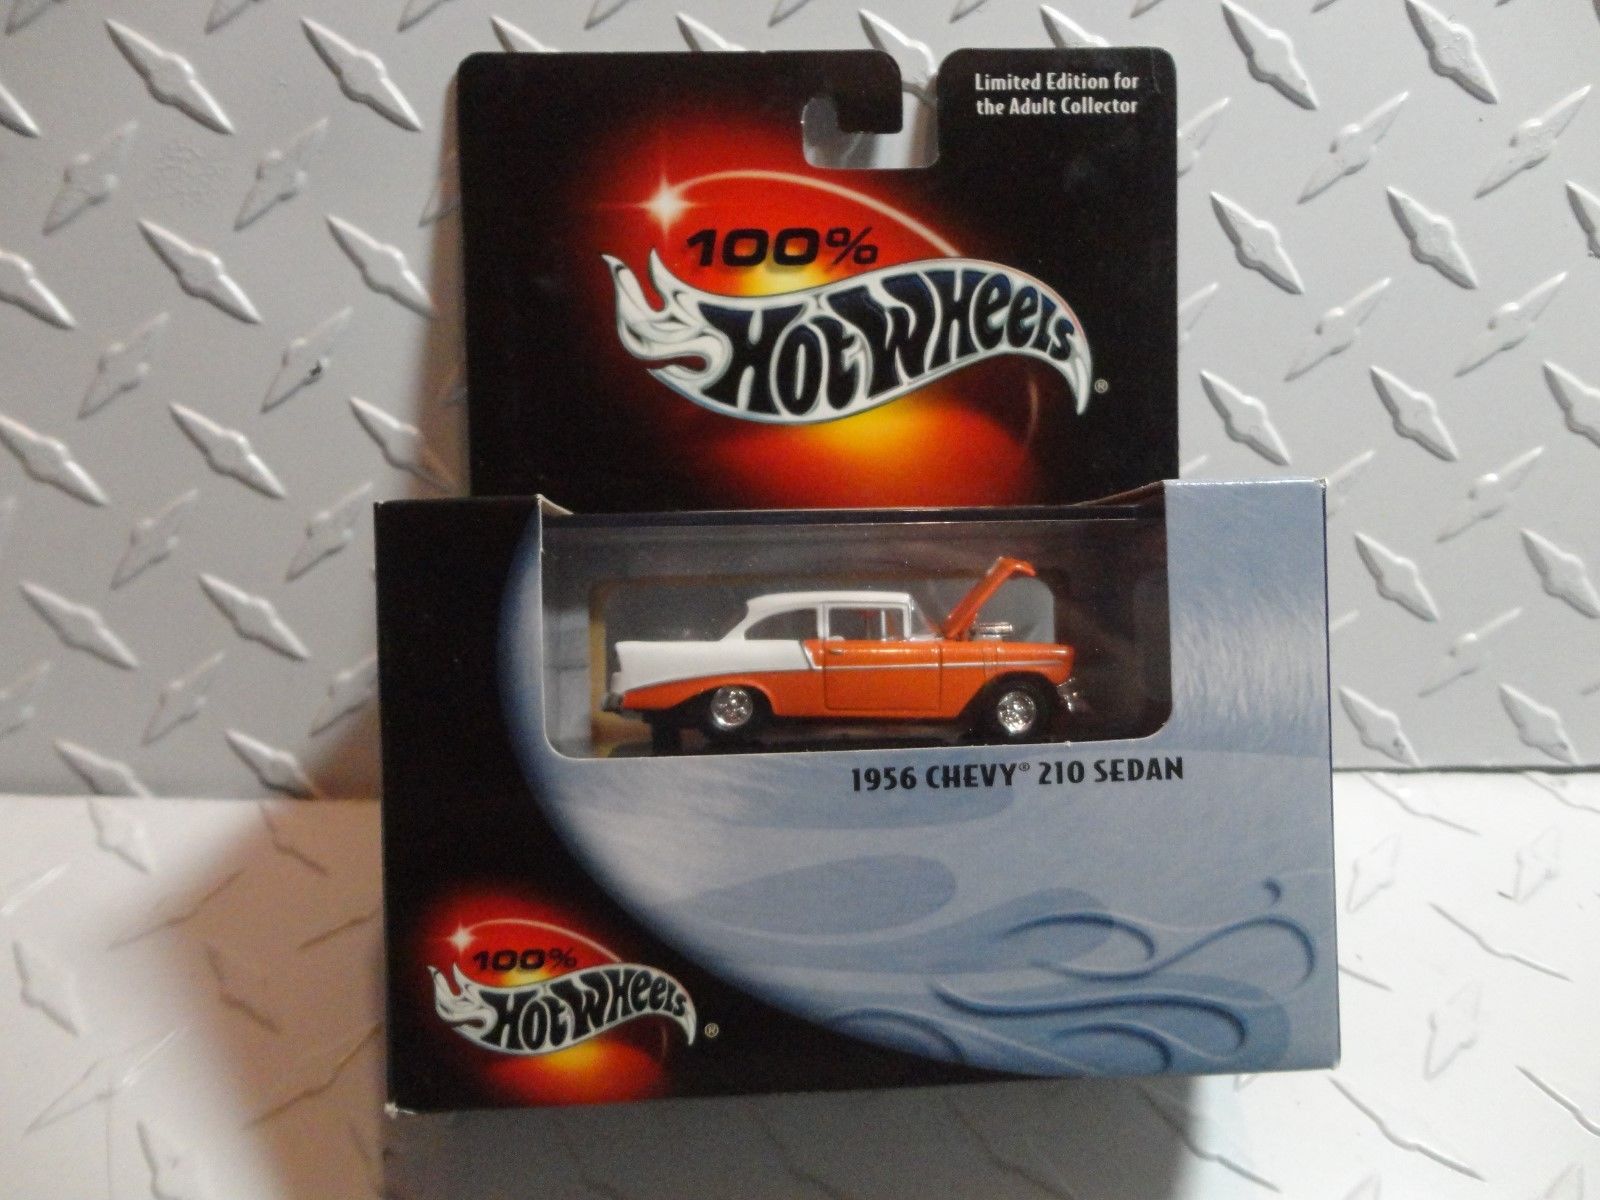 Limited Edition for
the Adult Collector
100%
Hot Wheels®
1956 CHEVY® 210 SEDAN
100%
Hot Wheels®